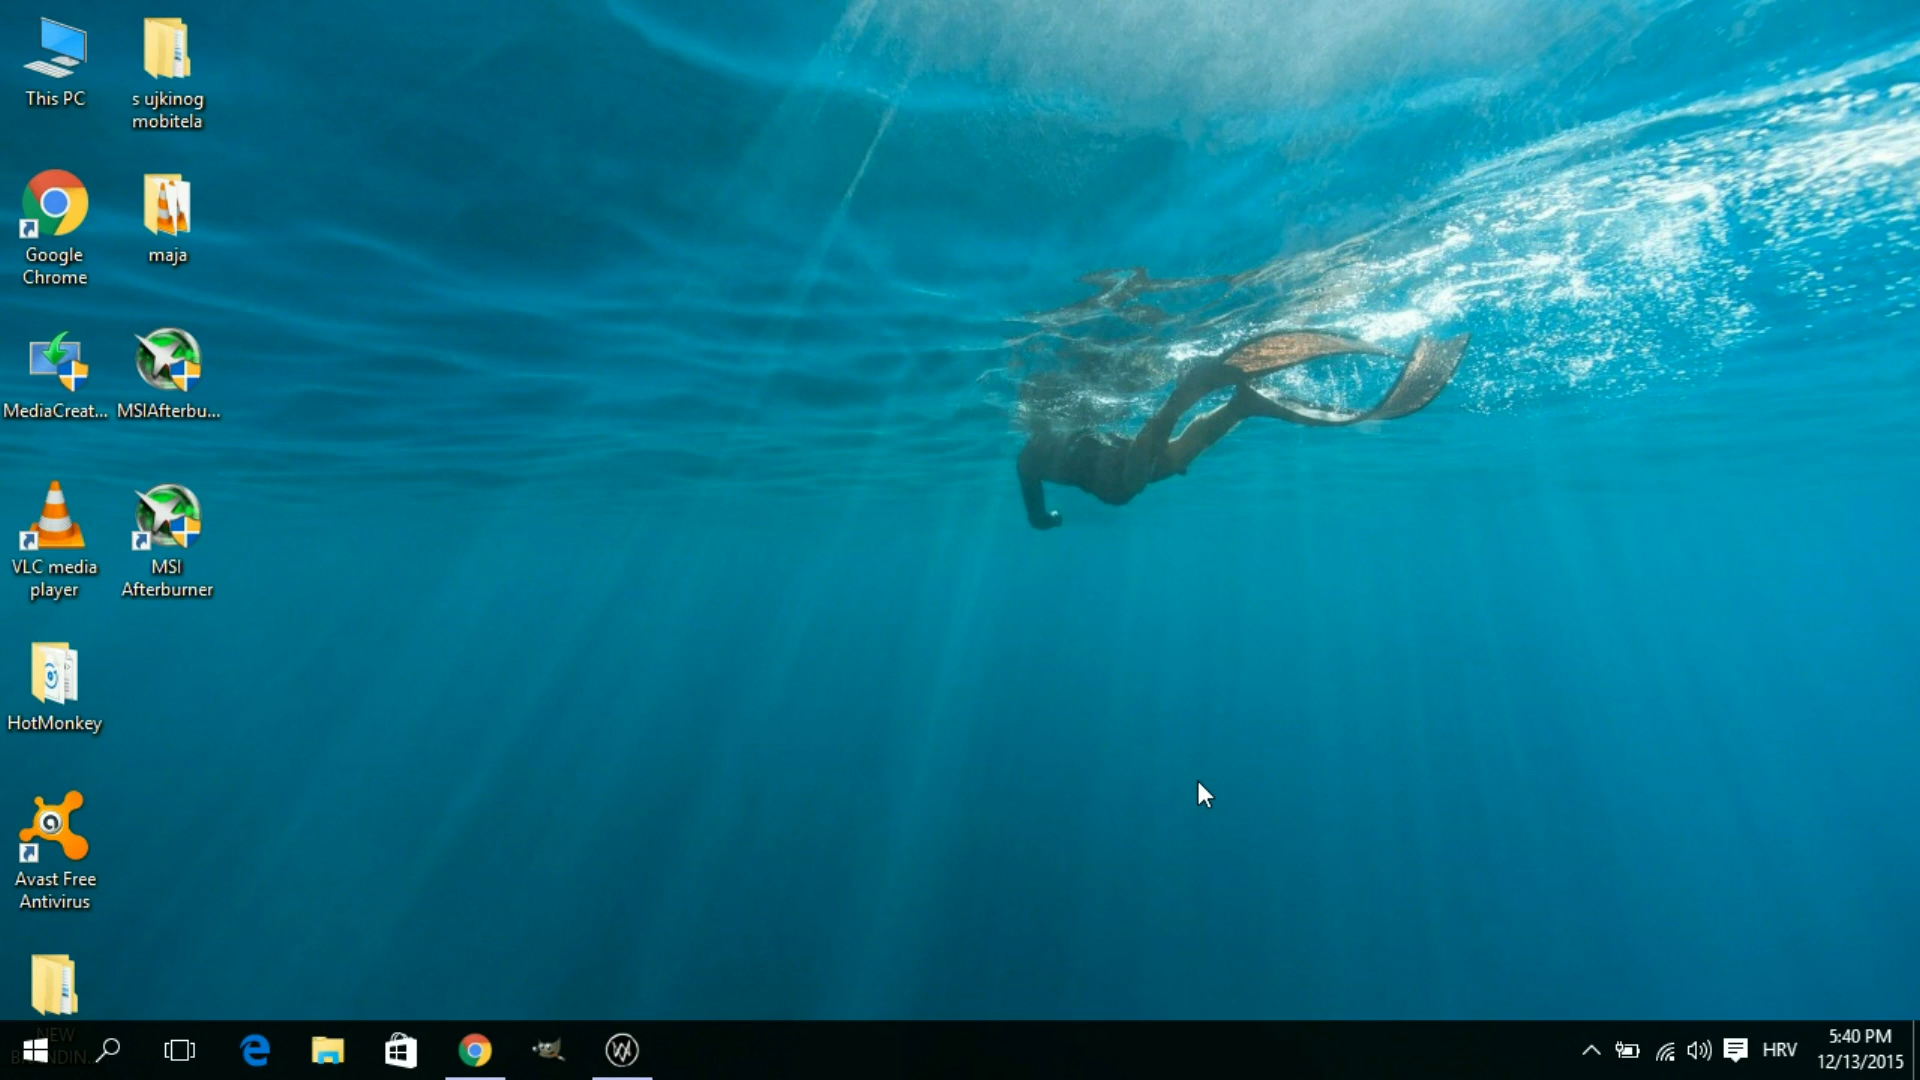 This PC
s ujkinog
mobitela
Google
Chrome
maja
MediaCreat...
MSIAfterbu...
VLC media
player
MSI
Afterburner
HotMonkey
Avast Free
Antivirus
NEW
HRV
5:40 PM
12/13/2015